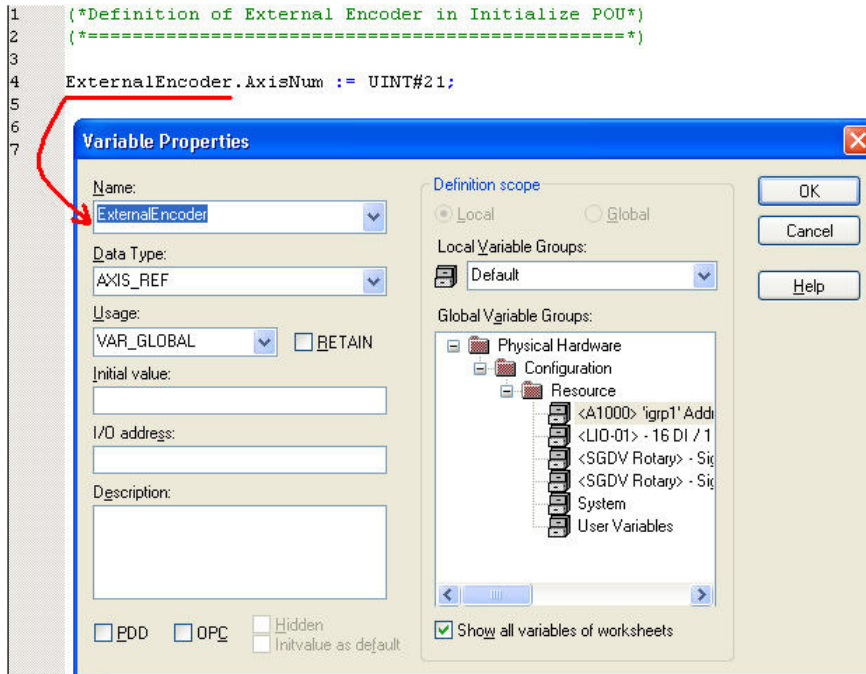 1
(*Definition of External Encoder in Initialize POU*)
2
(*===============================================*)
3
4
ExternalEncoder.AxisNum := UINT#21;
5
6
7
Variable Properties
Name:
ExternalEncoder
Data Type:
AXIS_REF
Usage:
VAR_GLOBAL
RETAIN
Initial value:
I/O address:
Description:
PDD
OPC
Hidden
Initvalue as default
Definition scope
Local
Global
Local Variable Groups:
Default
Global Variable Groups:
Physical Hardware
Configuration
Resource
<A1000> 'igrp1' Addr
<LIO-01> - 16 DI / 1
<SGDV Rotary> - Sig
<SGDV Rotary> - Sig
System
User Variables
Show all variables of worksheets
OK
Cancel
Help